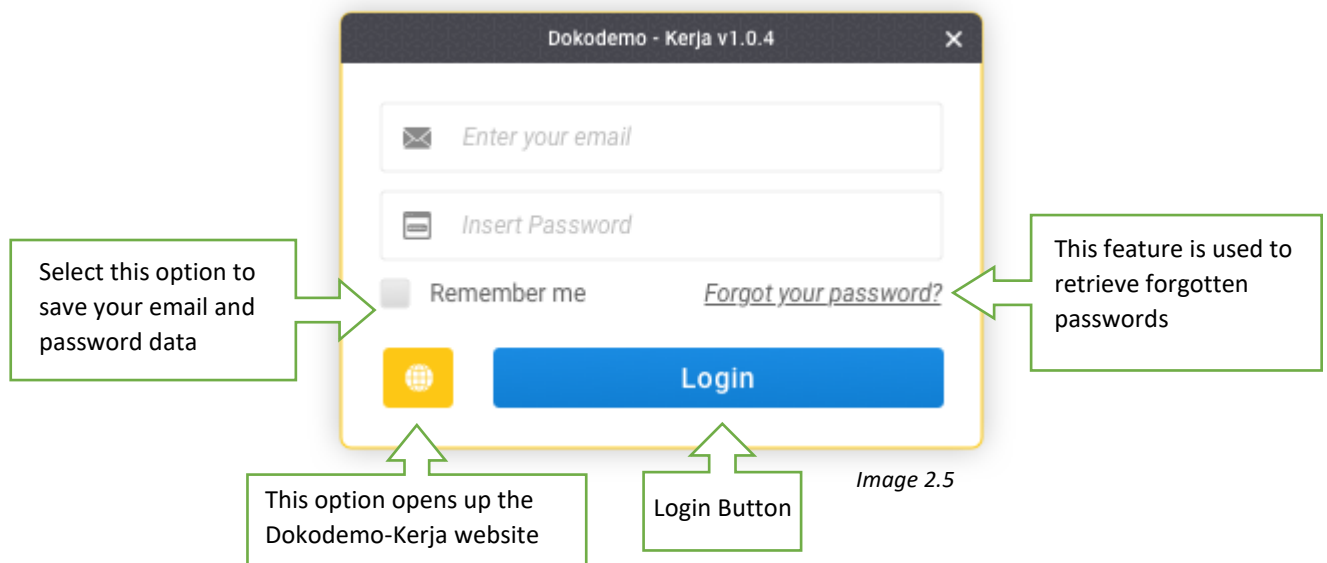 Dokodemo - Kerja v1.0.4
Enter your email
Insert Password
Remember me
Forgot your password?
Login
Select this option to
save your email and
password data
This feature is used to
retrieve forgotten
passwords
This option opens up the
Dokodemo-Kerja website
Login Button
Image 2.5